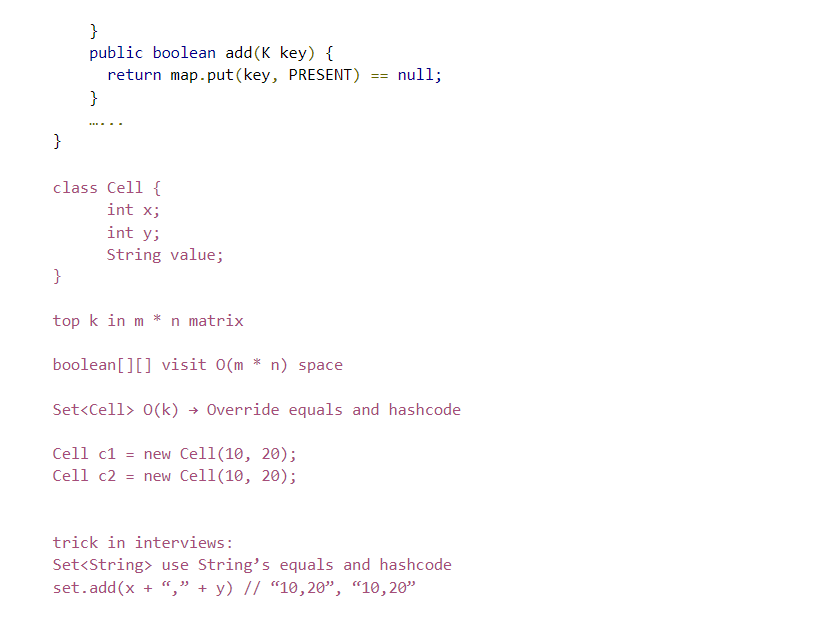 }
public boolean add(K key) {
return map.put(key, PRESENT) == null;
}
…...
}
class Cell {
int x;
int y;
String value;
}
top k in m * n matrix
boolean[][] visit O(m * n) space
Set<Cell> O(k) → Override equals and hashcode
Cell c1 = new Cell(10, 20);
Cell c2 = new Cell(10, 20);
trick in interviews:
Set<String> use String’s equals and hashcode
set.add(x + “,” + y) // “10,20”, “10,20”